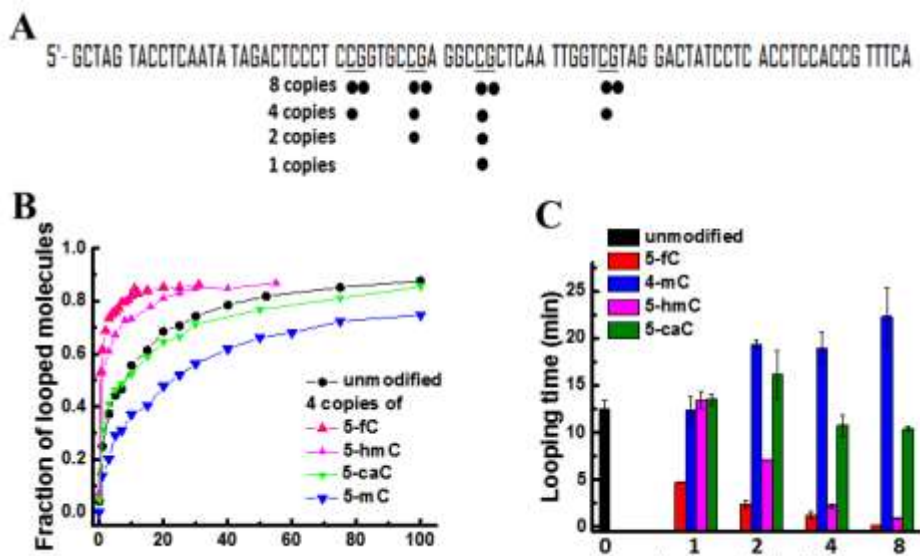 A
5'- GCTAG TACCTCAATA TAGACTCCCT CCGGTGCCGA GGCCGCTCAA TTGGTCGTAG GACTATCCTC ACCTCCACCG TTTCA
8 copies
4 copies
2 copies
1 copies
B
Fraction of looped molecules
1.0
0.8
0.6
0.4
0.2
0.0
0 20 40 60 80 100
unmodified
4 copies of
5-fC
5-hmC
5-caC
5-mC
C
unmodified
5-fC
4-mC
5-hmC
5-caC
Looping time (min)
25
20
15
10
5
0
0 1 2 4 8